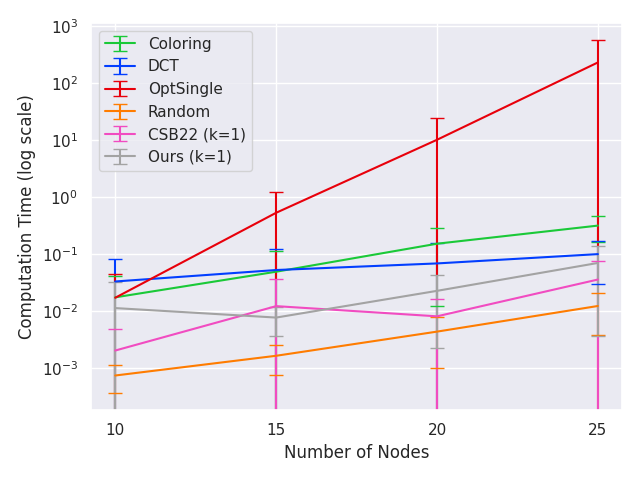 Coloring
DCT
OptSingle
Random
CSB22 (k=1)
Ours (k=1)
10³
10²
10¹
10⁰
10⁻¹
10⁻²
10⁻³
Computation Time (log scale)
10 15 20 25
Number of Nodes